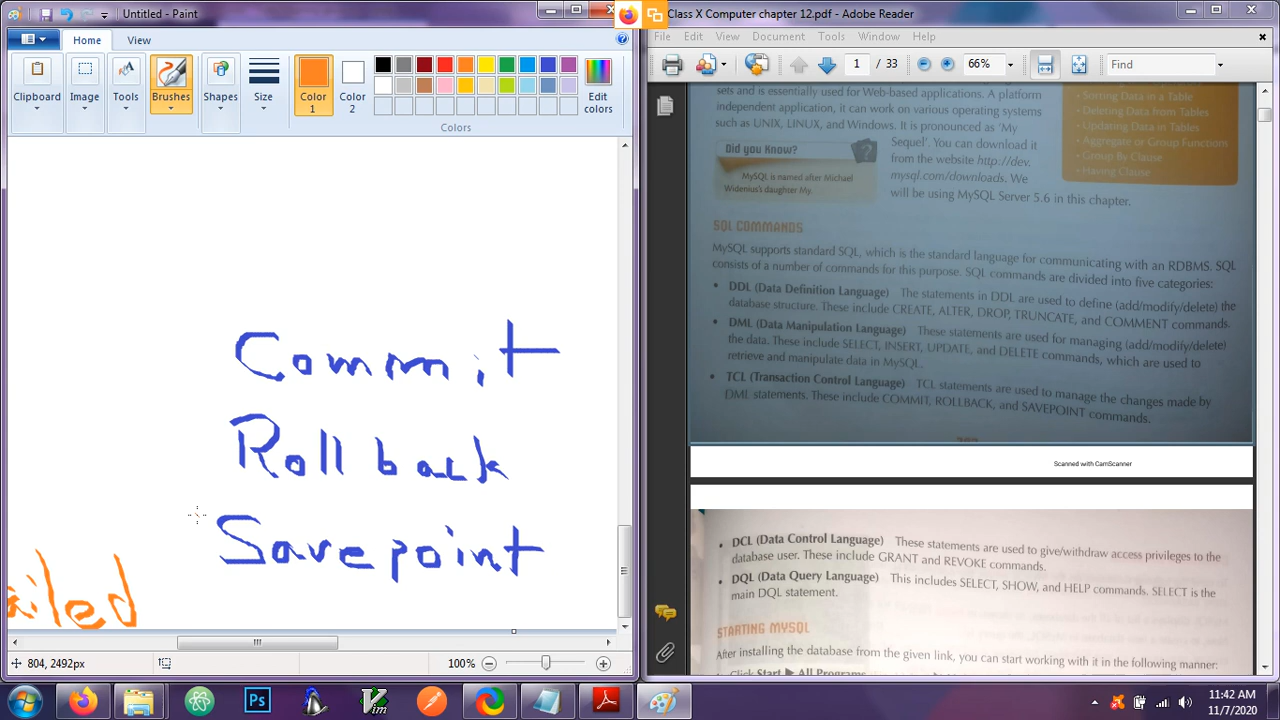 Untitled - Paint
Home
View
Clipboard
Image
Tools
Brushes
Shapes
Size
Color 1
Color 2
Edit colors
Colors
Commit
Rollback
Savepoint
ailed
804, 2492px
100%
Class X Computer chapter 12.pdf - Adobe Reader
File Edit View Document Tools Window Help
1 / 33
66%
Find
sets and is essentially used for Web-based applications. A platform
independent application, it can work on various operating systems
such as UNIX, LINUX, and Windows. It is pronounced as 'My
Sequel'. You can download it
from the website http://dev.
mysql.com/downloads. We
will be using MySQL Server 5.6 in this chapter.
Did you Know?
?
MySQL is named after Michael
Widenius's daughter My.
• Sorting Data in a Table
• Deleting Data from Tables
• Updating Data in Tables
• Aggregate or Group Functions
• Group By Clause
• Having Clause
SQL COMMANDS
MySQL supports standard SQL, which is the standard language for communicating with an RDBMS. SQL
consists of a number of commands for this purpose. SQL commands are divided into five categories:
• DDL (Data Definition Language) The statements in DDL are used to define (add/modify/delete) the
database structure. These include CREATE, ALTER, DROP, TRUNCATE, and COMMENT commands.
• DML (Data Manipulation Language) These statements are used for managing (add/modify/delete)
the data. These include SELECT, INSERT, UPDATE, and DELETE commands, which are used to
retrieve and manipulate data in MySQL.
• TCL (Transaction Control Language) TCL statements are used to manage the changes made by
DML statements. These include COMMIT, ROLLBACK, and SAVEPOINT commands.
Scanned with CamScanner
• DCL (Data Control Language) These statements are used to give/withdraw access privileges to the
database user. These include GRANT and REVOKE commands.
• DQL (Data Query Language) This includes SELECT, SHOW, and HELP commands. SELECT is the
main DQL statement.
STARTING MYSQL
After installing the database from the given link, you can start working with it in the following manner:
Click Start ▶ All Programs
Ps
11:42 AM
11/7/2020